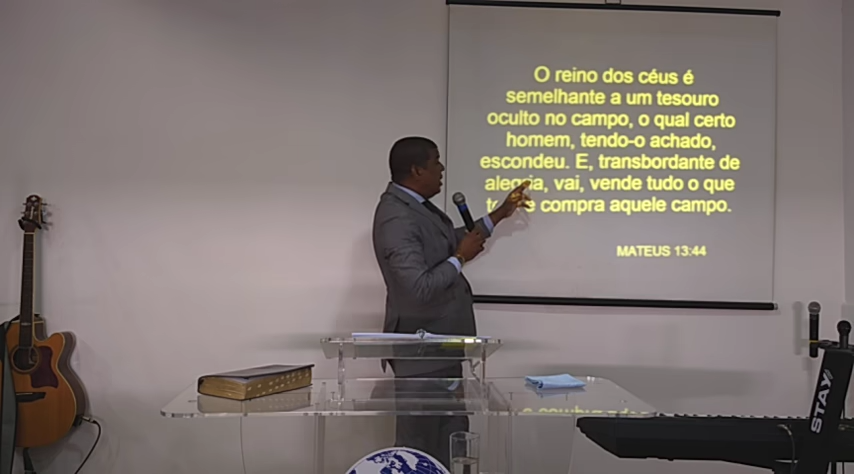 O reino dos céus é
semelhante a um tesouro
oculto no campo, o qual certo
homem, tendo-o achado,
escondeu. E, transbordante de
alegria, vai, vende tudo o que
compra aquele campo.
MATEUS 13:44
STAY